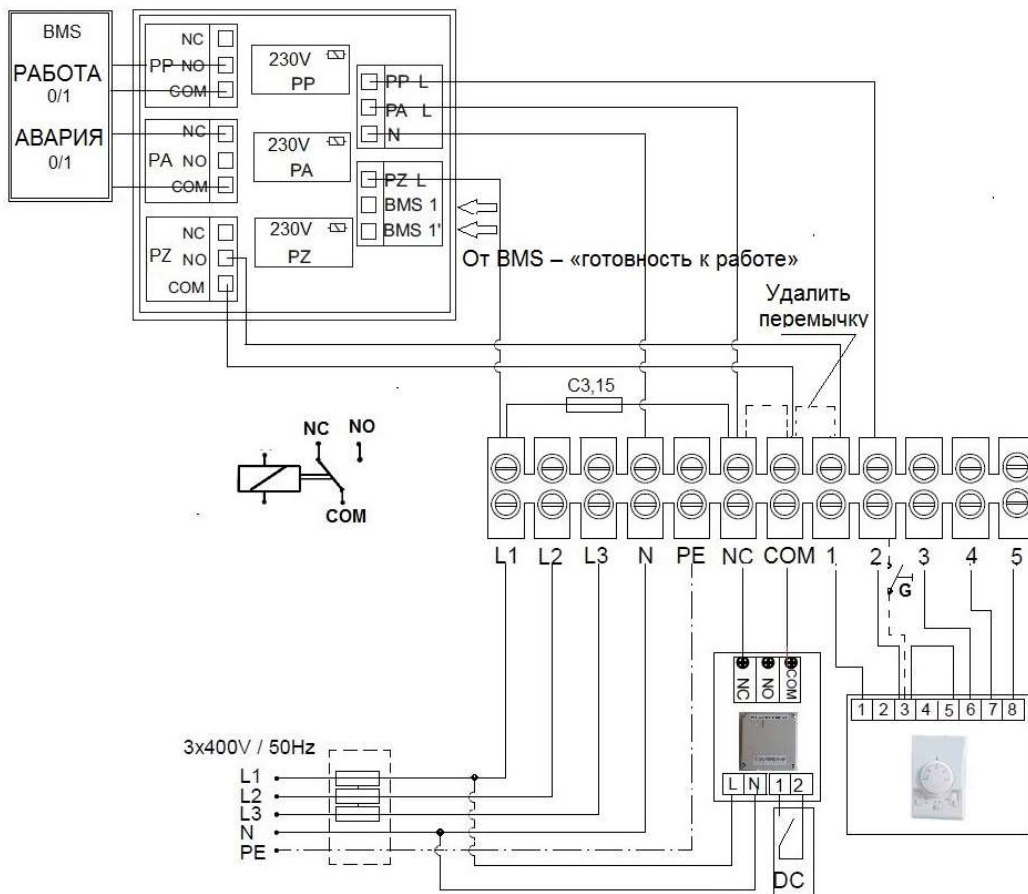 BMS
РАБОТА
0/1
АВАРИЯ
0/1
NC
PP NO
COM
NC
PA NO
COM
NC
PZ NO
COM
230V
PP
230V
PA
230V
PZ
PP L
PA L
N
PZ L
BMS 1
BMS 1'
От BMS – «готовность к работе»
Удалить
перемычку
C3,15
NC NO
COM
L1 L2 L3 N PE NC COM 1 2 3 4 5
G
NC NO COM
L N 1 2
DC
1 2 3 4 5 6 7 8
3x400V / 50Hz
L1
L2
L3
N
PE